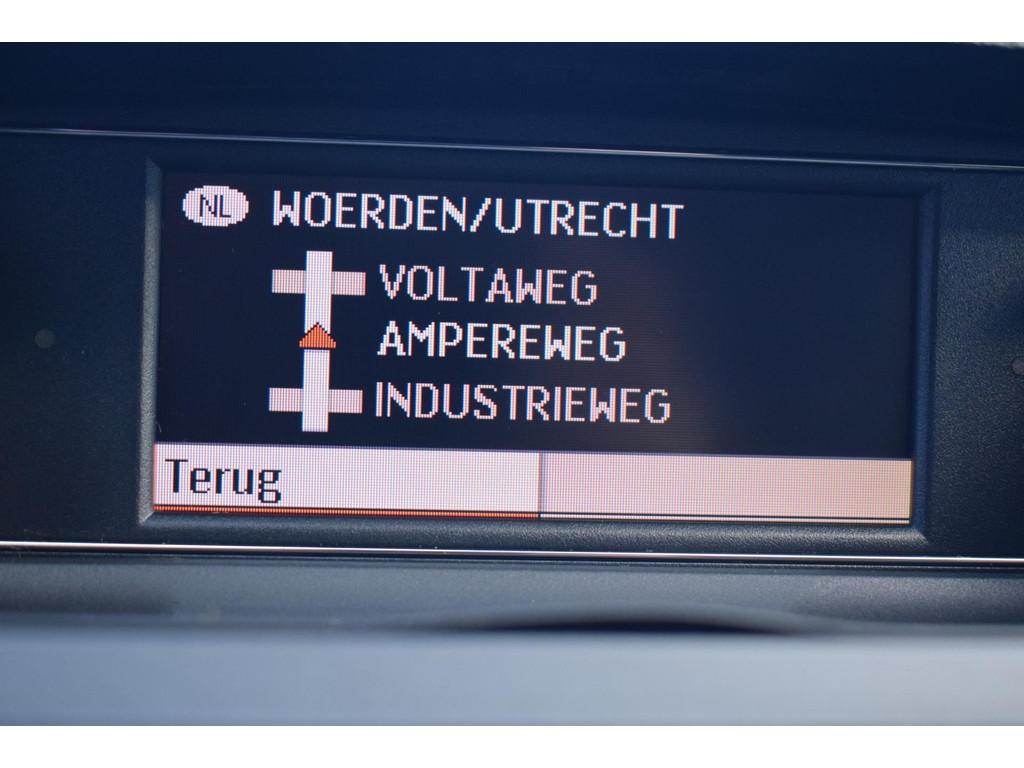 NL WOERDEN/UTRECHT
VOLTAWEG
AMPEREWEG
INDUSTRIEWEG
Terug